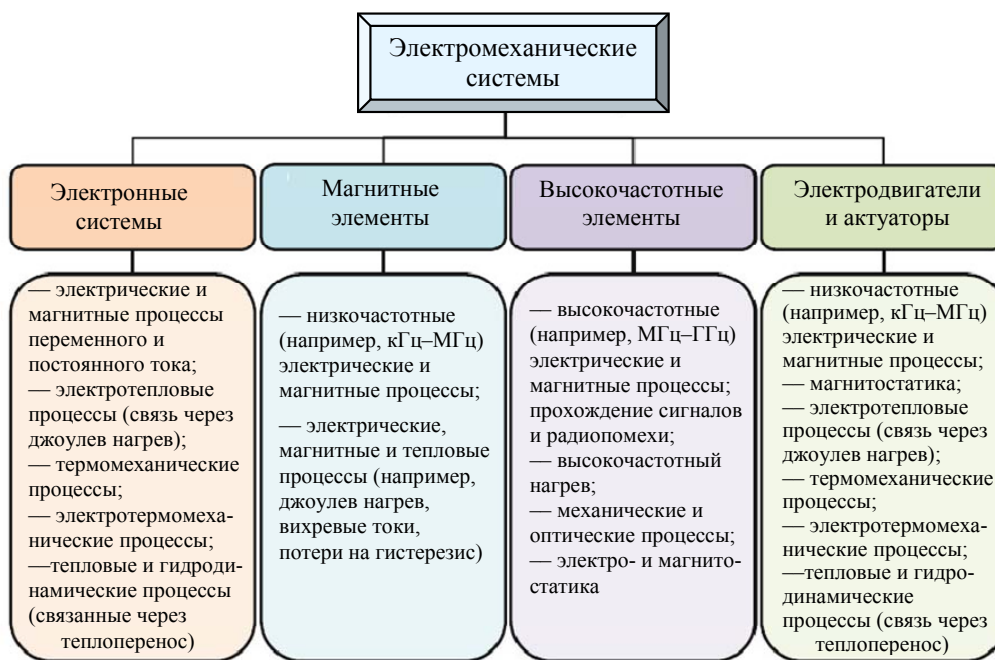 Электромеханические
системы
Электронные
системы
— электрические и
магнитные процессы
переменного и
постоянного тока;
— электротепловые
процессы (связь через
джоулев нагрев);
— термомеханические
процессы;
— электротермомеха-
нические процессы;
—тепловые и гидроди-
намические процессы
(связанные через
теплоперенос)
Магнитные
элементы
— низкочастотные
(например, кГц–МГц)
электрические и
магнитные процессы;
— электрические,
магнитные и тепловые
процессы (например,
джоулев нагрев,
вихревые токи,
потери на гистерезис)
Высокочастотные
элементы
— высокочастотные
(например, МГц–ГГц)
электрические и
магнитные процессы;
прохождение сигналов
и радиопомехи;
— высокочастотный
нагрев;
— механические и
оптические процессы;
— электро- и магнито-
статика
Электродвигатели
и актуаторы
— низкочастотные
(например, кГц–МГц)
электрические и
магнитные процессы;
— магнитостатика;
— электротепловые
процессы (связь через
джоулев нагрев);
— термомеханические
процессы;
— электротермомеха-
нические процессы;
—тепловые и гидро-
динамические
процессы (связь через
теплоперенос)